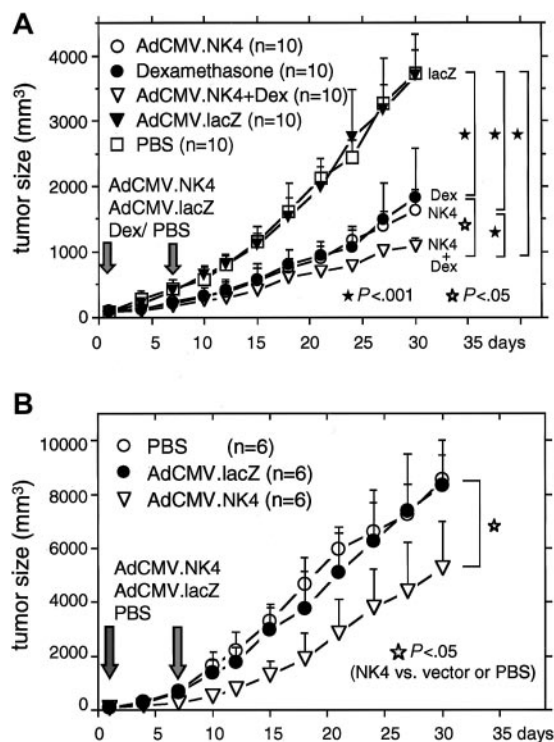 A
AdCMV.NK4 (n=10)
Dexamethasone (n=10)
AdCMV.NK4+Dex (n=10)
AdCMV.lacZ (n=10)
PBS (n=10)
AdCMV.NK4
AdCMV.lacZ
Dex/ PBS
tumor size (mm³)
4000
3000
2000
1000
0
lacZ
★
★
★
Dex
NK4
☆
★
NK4
+
Dex
★ P<.001 ☆ P<.05
0 5 10 15 20 25 30 35 days
B
PBS (n=6)
AdCMV.lacZ (n=6)
AdCMV.NK4 (n=6)
AdCMV.NK4
AdCMV.lacZ
PBS
tumor size (mm³)
10000
8000
6000
4000
2000
0
☆
☆ P<.05
(NK4 vs. vector or PBS)
0 5 10 15 20 25 30 35 days